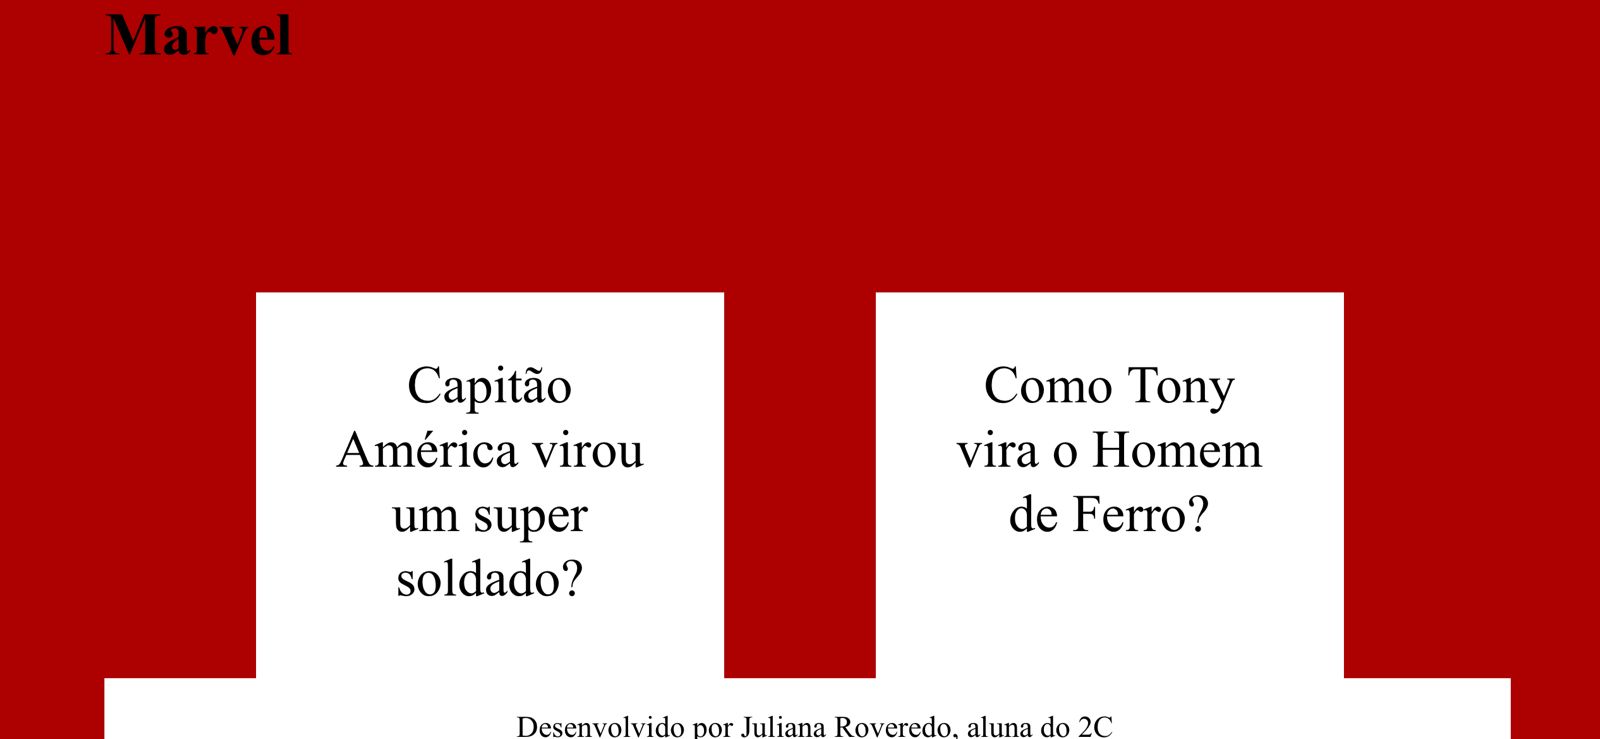 Marvel
Capitão
América virou
um super
soldado?
Como Tony
vira o Homem
de Ferro?
Desenvolvido por Juliana Roveredo, aluna do 2C